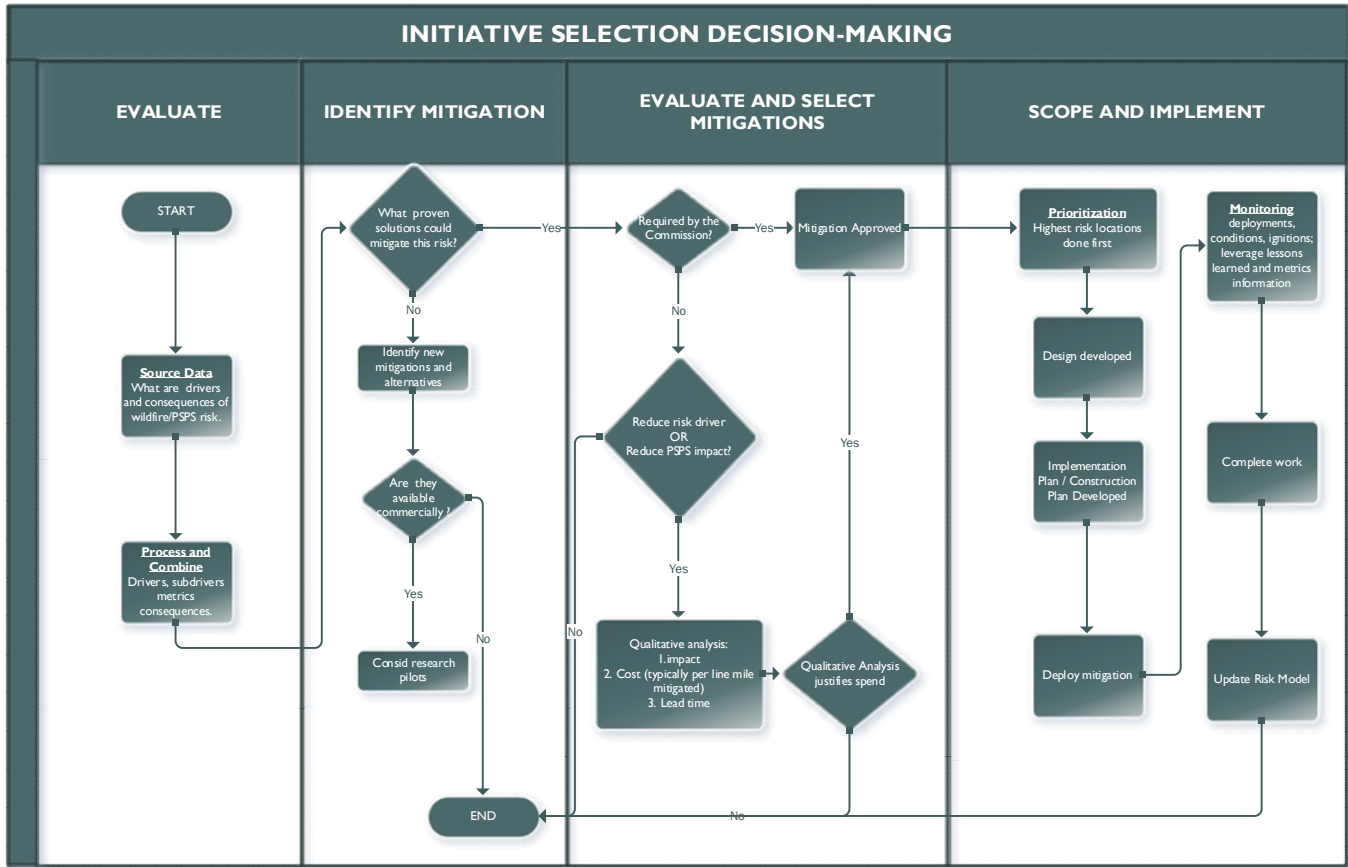 INITIATIVE SELECTION DECISION-MAKING
EVALUATE
IDENTIFY MITIGATION
EVALUATE AND SELECT
MITIGATIONS
SCOPE AND IMPLEMENT
START
Source Data
What are drivers
and consequences of
wildfire/PSPS risk.
Process and
Combine
Drivers, subdrivers
metrics
consequences.
What proven
solutions could
mitigate this risk?
Yes
No
Identify new
mitigations and
alternatives
Are they
available
commercially ?
Yes
No
Consid research
pilots
END
Required by the
Commission?
Yes
No
Mitigation Approved
Reduce risk driver
OR
Reduce PSPS impact?
Yes
No
Qualitative analysis:
1.impact
2. Cost (typically per line mile
mitigated)
3. Lead time
Qualitative Analysis
justifies spend
Yes
No
Prioritization
Highest risk locations
done first
Design developed
Implementation
Plan / Construction
Plan Developed
Deploy mitigation
Monitoring
deployments,
conditions, ignitions;
leverage lessons
learned and metrics
information
Complete work
Update Risk Model